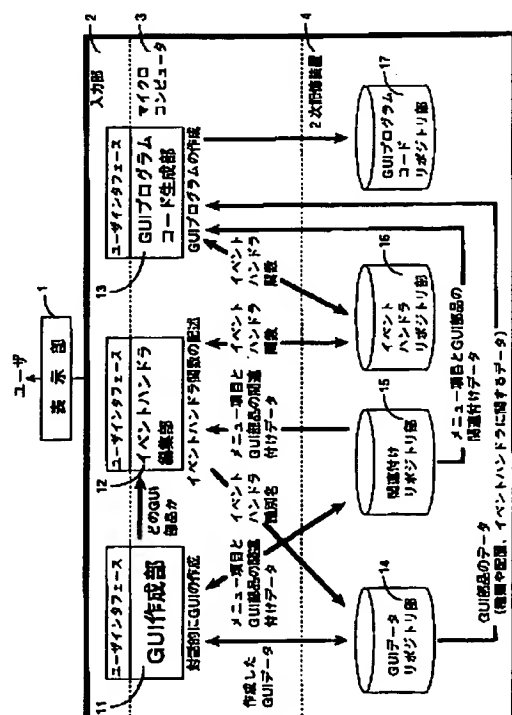 ユーザ
表示部
1
2
入力部
3
マイクロ
コンピュータ
4
2次記憶装置
11
ユーザインタフェース
GUI作成部
対話的にGUIの作成
どのGUI
部品か
12
ユーザインタフェース
イベントハンドラ
編集部
イベントハンドラ関数の記述
13
ユーザインタフェース
GUIプログラム
コード生成部
GUIプログラムの作成
作成した
GUIデータ
メニュー項目と
GUI部品の関連
付けデータ
イベント
ハンドラ
種別名
メニュー項目と
GUI部品の関連
付けデータ
イベント
ハンドラ
関数
イベント
ハンドラ
関数
14
GUIデータ
リポジトリ部
15
関連付け
リポジトリ部
16
イベント
ハンドラ
リポジトリ部
17
GUIプログラム
コード
リポジトリ部
メニュー項目とGUI部品の
関連付けデータ
GUI部品のデータ
(種類や配置、イベントハンドラに関するデータ)